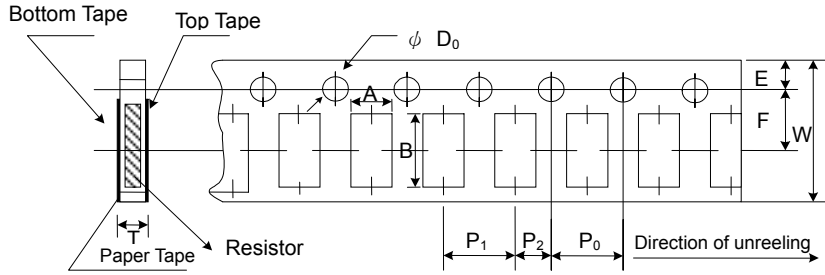 Bottom Tape
Top Tape
ϕ D₀
E
A
F
W
B
T
P₁
P₂
P₀
Direction of unreeling
Resistor
Paper Tape